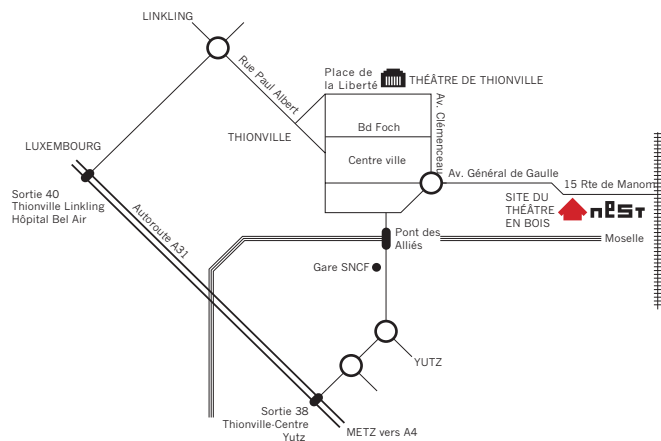 LINKLING
Rue Paul Albert
Place de
la Liberté
THÉÂTRE DE THIONVILLE
Av. Clémenceau
Bd Foch
THIONVILLE
Centre ville
LUXEMBOURG
Av. Général de Gaulle
15 Rte de Manom
Sortie 40
Thionville Linkling
Hôpital Bel Air
SITE DU
THÉÂTRE
EN BOIS
nEST
Autoroute A31
Pont des
Alliés
Moselle
Gare SNCF
YUTZ
Sortie 38
Thionville-Centre
Yutz
METZ vers A4